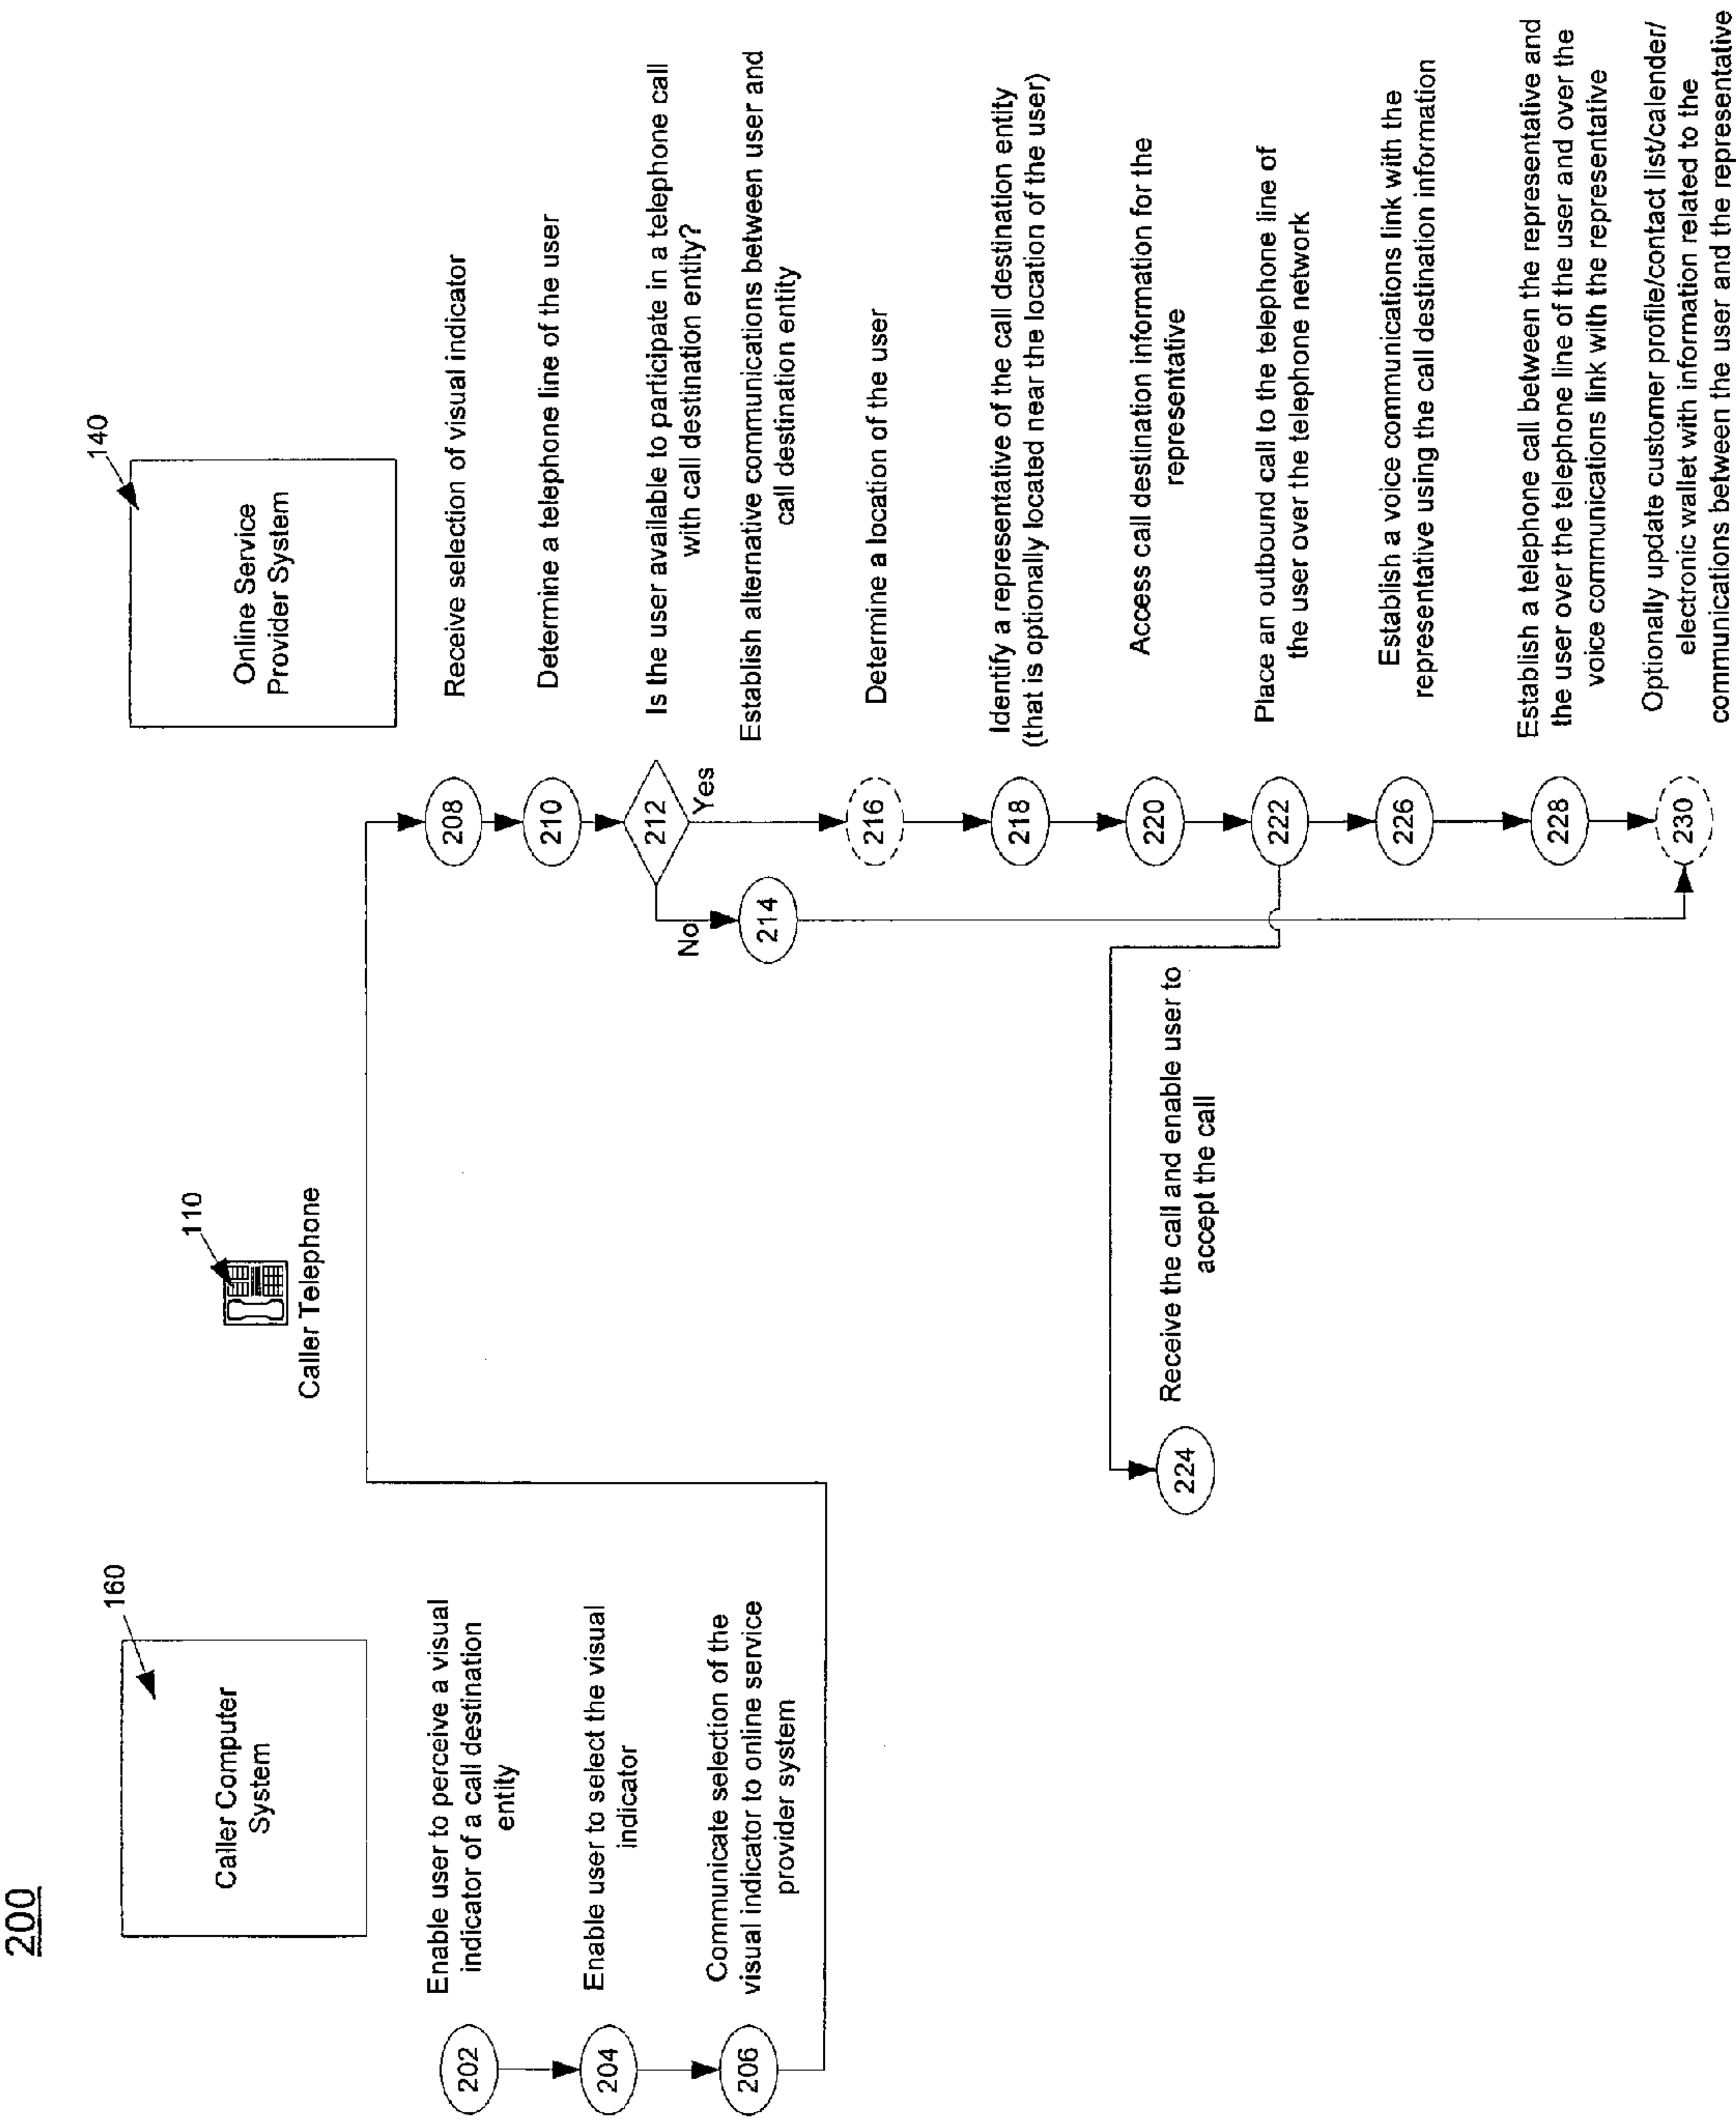 200
160
Caller Computer
System
110
Caller Telephone
140
Online Service
Provider System
202
Enable user to perceive a visual
indicator of a call destination
entity
204
Enable user to select the visual
indicator
206
Communicate selection of the
visual indicator to online service
provider system
208
Receive selection of visual indicator
210
Determine a telephone line of the user
212
Is the user available to participate in a telephone call
with call destination entity?
No
Yes
214
Establish alternative communications between user and
call destination entity
216
Determine a location of the user
218
Identify a representative of the call destination entity
(that is optionally located near the location of the user)
220
Access call destination information for the
representative
222
Place an outbound call to the telephone line of
the user over the telephone network
224
Receive the call and enable user to
accept the call
226
Establish a voice communications link with the
representative using the call destination information
228
Establish a telephone call between the representative and
the user over the telephone line of the user and over the
voice communications link with the representative
230
Optionally update customer profile/contact list/calender/
electronic wallet with information related to the
communications between the user and the representative